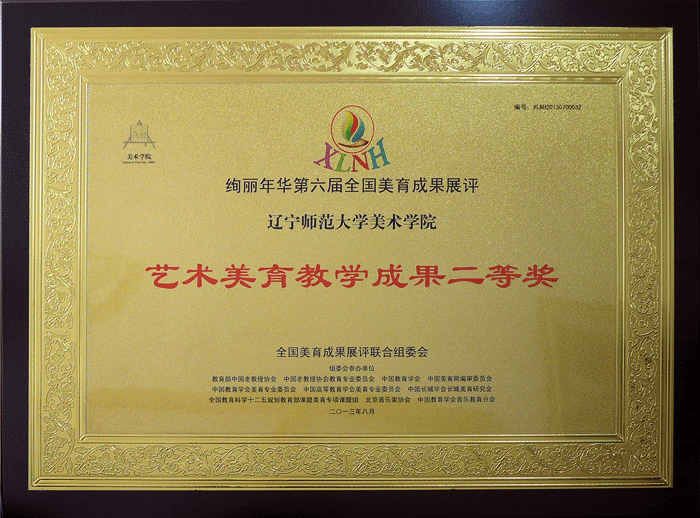 编号：XLNH20130700032
美术学院
XLNH
绚丽年华第六届全国美育成果展评
辽宁师范大学美术学院
艺术美育教学成果二等奖
全国美育成果展评联合组委会
组委会参办单位
教育部中国老教授协会 中国老教授协会教育专业委员会 中国教育学会 中国美育网编审委员会
中国教育学会美育专业委员会 中国高等教育学会美育专业委员会 中国长城学会长城美育研究会
全国教育科学十二五规划教育部课题美育专项课题组 北京音乐家协会 中国教育学会音乐教育分会
二〇一三年八月